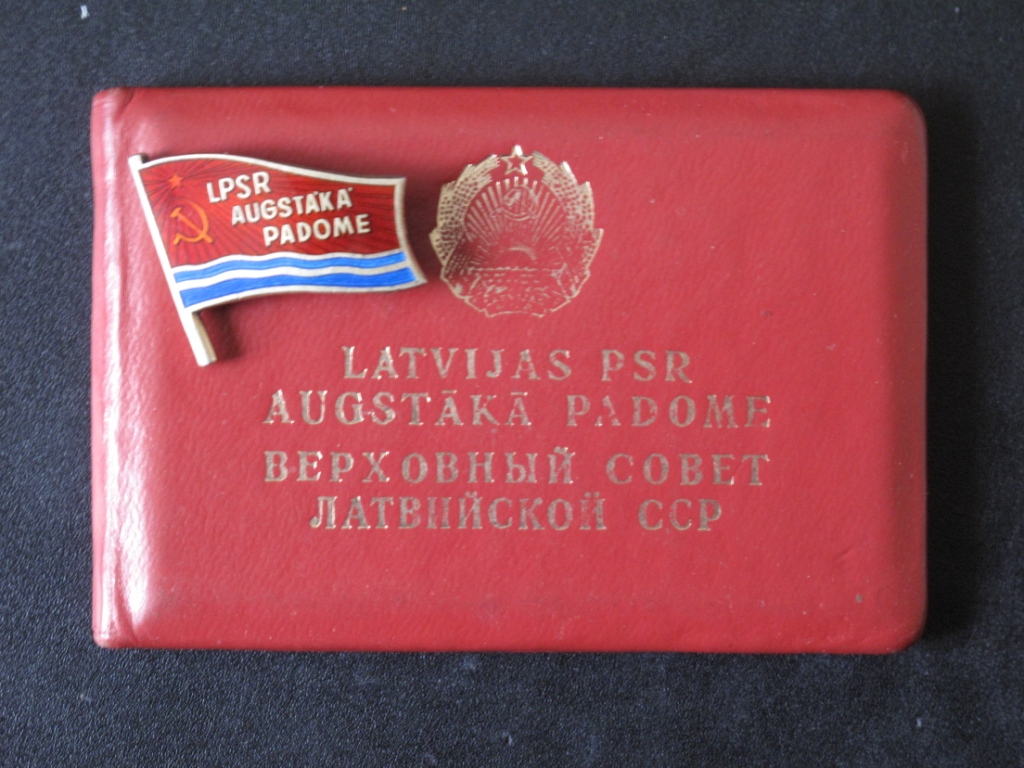 LPSR
AUGSTĀKĀ
PADOME
LATVIJAS PSR
AUGSTĀKĀ PADOME
ВЕРХОВНЫЙ СОВЕТ
ЛАТВИЙСКОЙ ССР